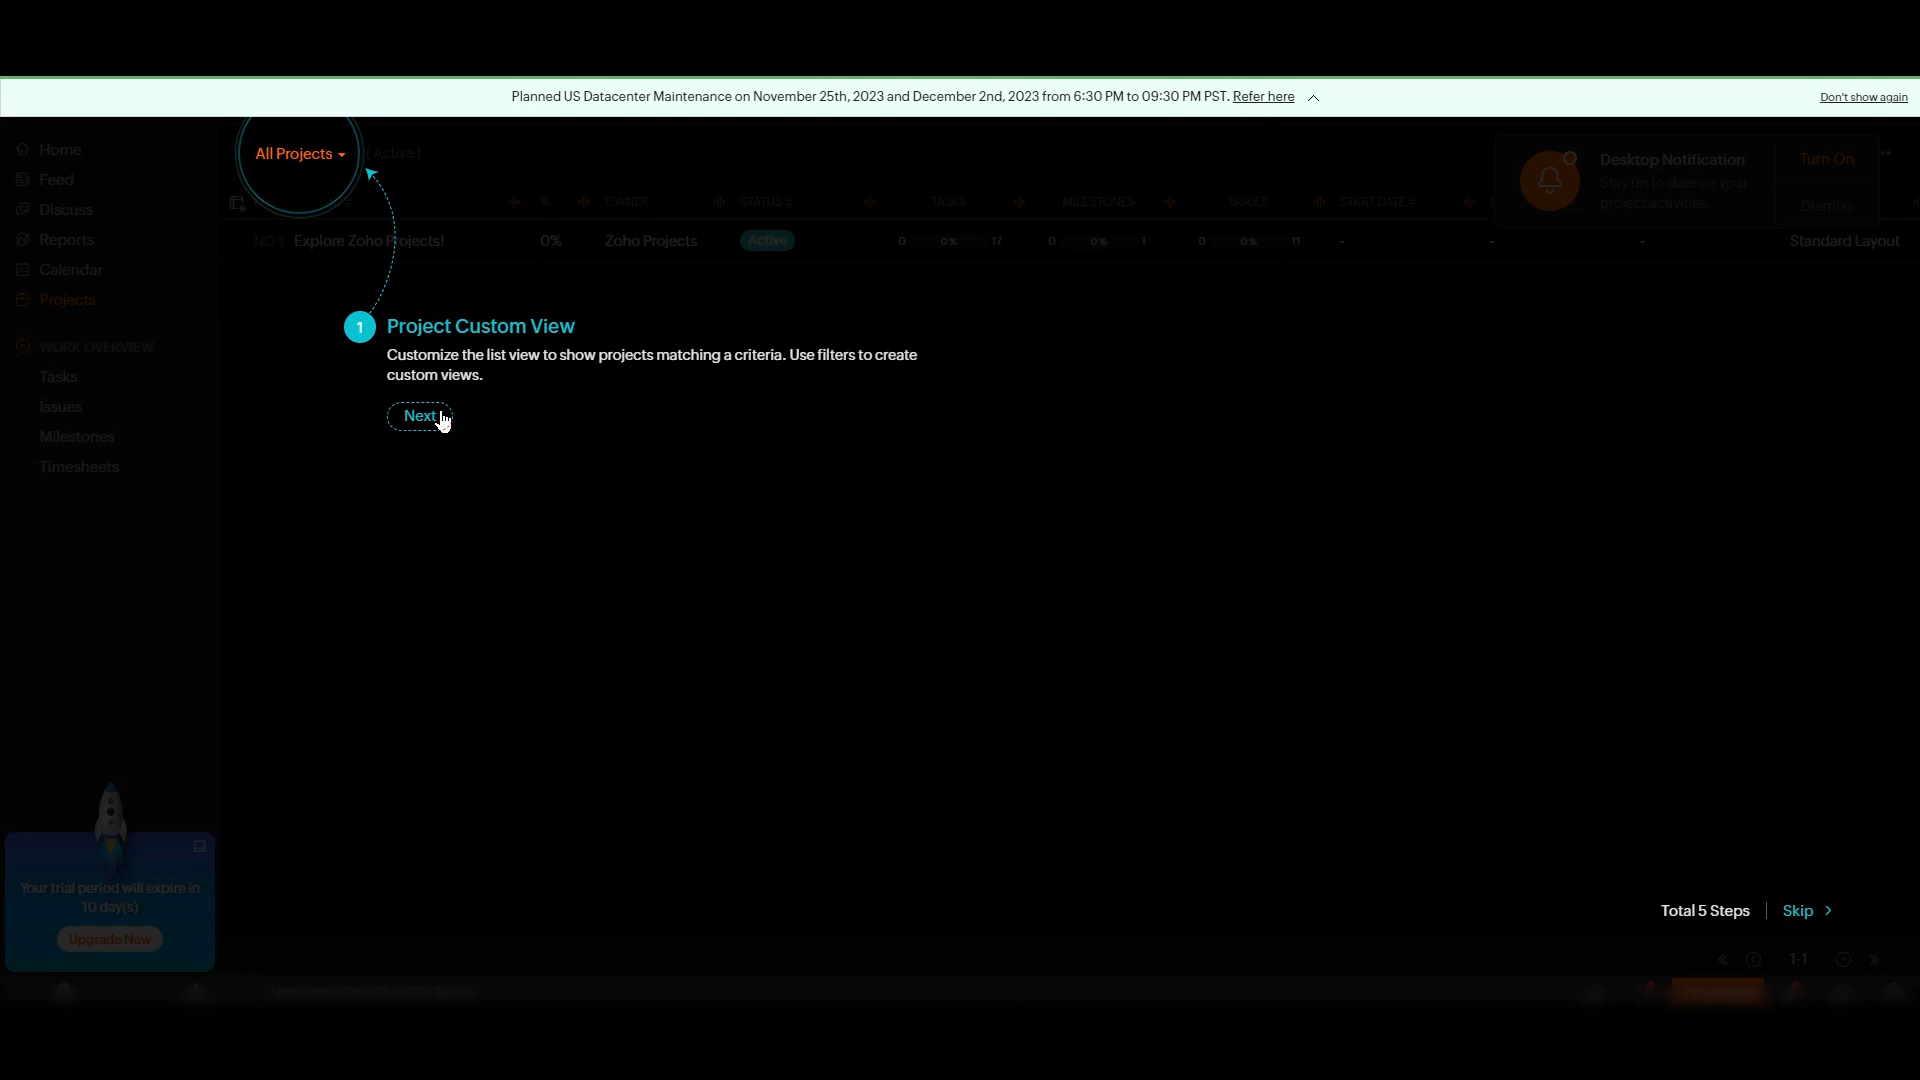 Planned US Datacenter Maintenance on November 25th, 2023 and December 2nd, 2023 from 6:30 PM to 09:30 PM PST. Refer here
Don't show again
Home
Feed
Discuss
Reports
Calendar
Projects
WORK OVERVIEW
Tasks
Issues
Milestones
Timesheets
All Projects
( Active )
Desktop Notification
Stay up to date on your
project activities.
Turn On
Dismiss
% OWNER STATUS TASKS MILESTONES ISSUES START DATE
NO-1 Explore Zoho Projects! 0% Zoho Projects Active 0 0% 17 0 0% 1 0 0% 11 - - - Standard Layout
1 Project Custom View
Customize the list view to show projects matching a criteria. Use filters to create
custom views.
Next
Your trial period will expire in
10 day(s)
Upgrade Now
Total 5 Steps
Skip >
1-1